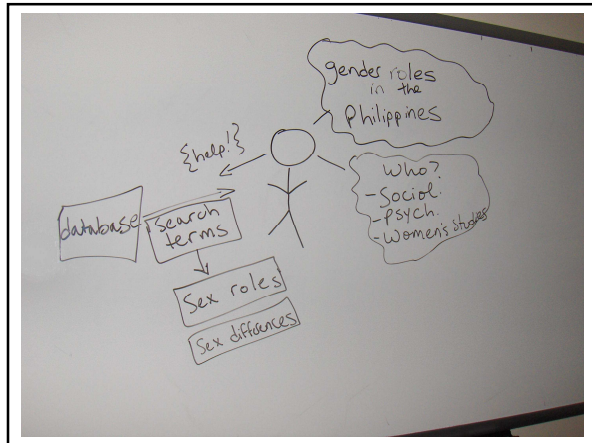 gender roles
in the
Philippines
{help!}
Who?
-Sociol.
-psych.
-Women's studies
database
search
terms
Sex roles
Sex differences